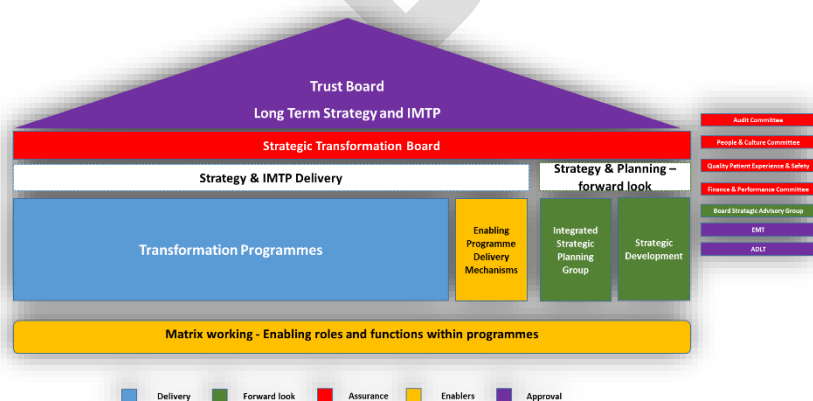 Trust Board
Long Term Strategy and IMTP
Strategic Transformation Board
Strategy & IMTP Delivery
Strategy & Planning –
forward look
Transformation Programmes
Enabling
Programme
Delivery
Mechanisms
Integrated
Strategic
Planning
Group
Strategic
Development
Matrix working - Enabling roles and functions within programmes
Audit Committee
People & Culture Committee
Quality Patient Experience & Safety
Finance & Performance Committee
Board Strategic Advisory Group
EMT
ADLT
Delivery
Forward look
Assurance
Enablers
Approval